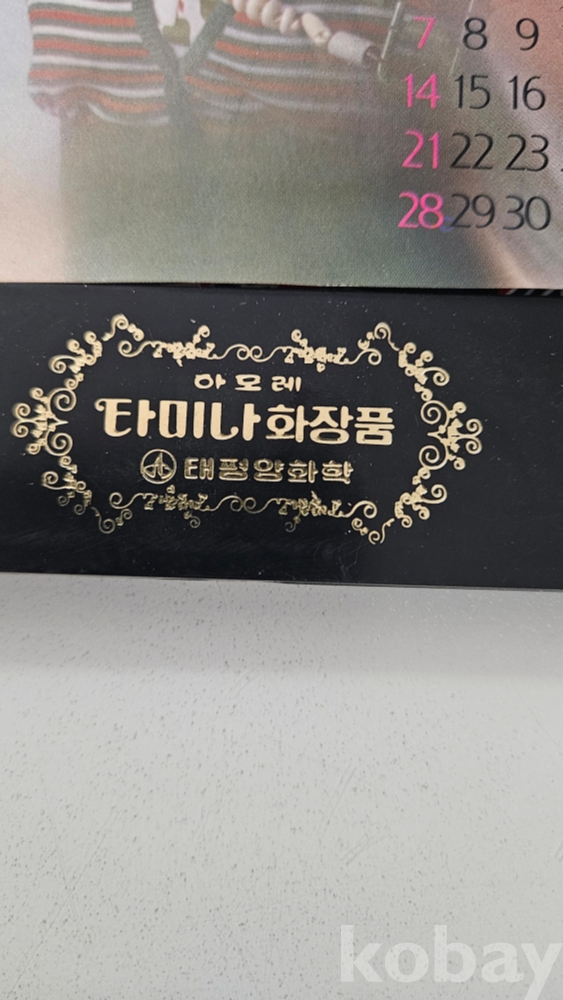 7 8 9
14 15 16
21 22 23
28 29 30
아모레
타미나 화장품
태평양화학
kobay